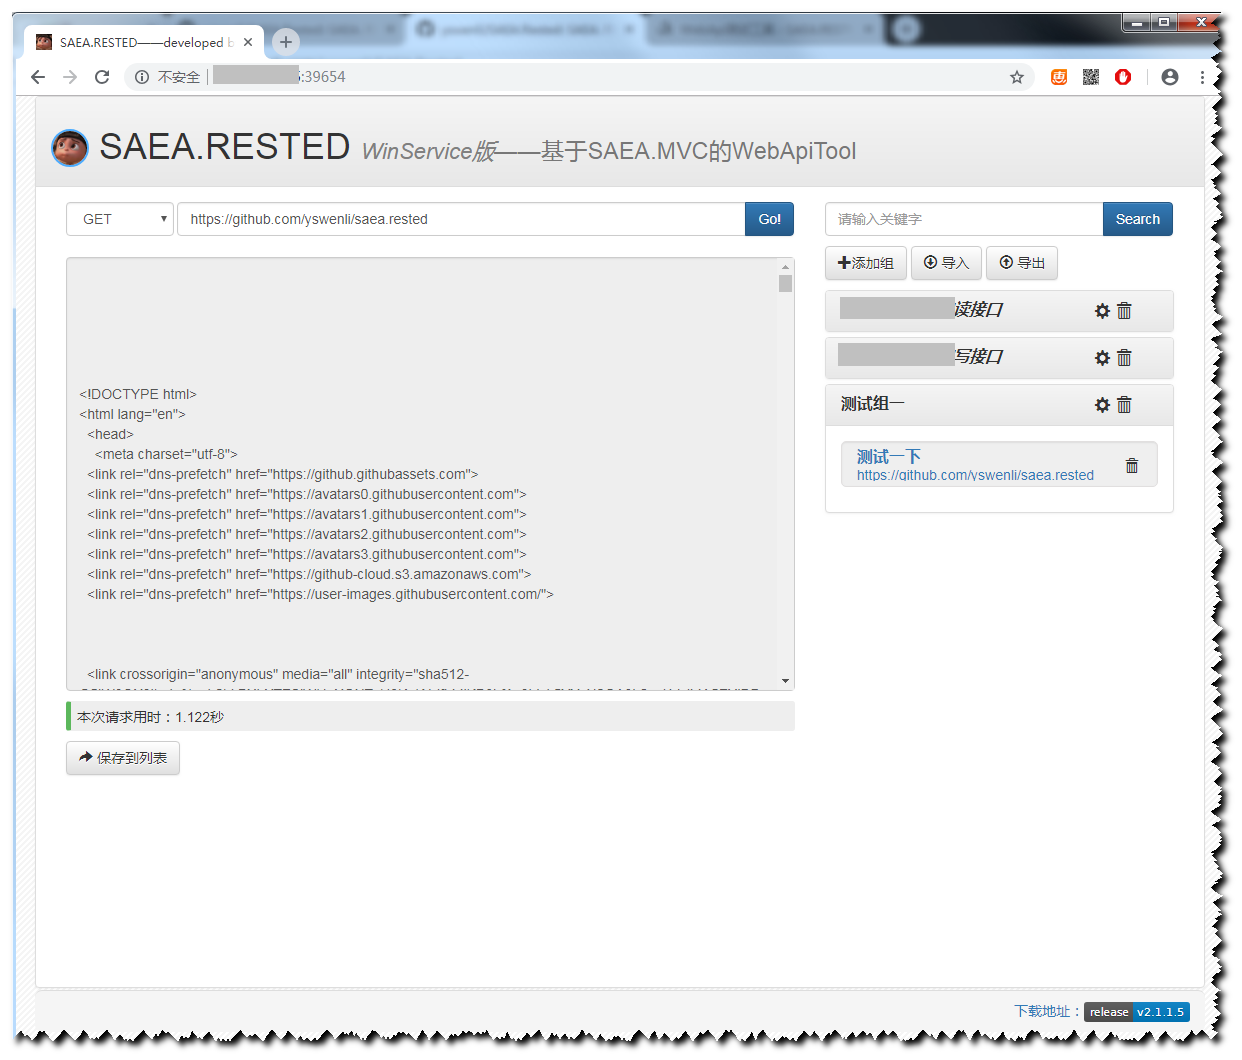 SAEA.RESTED——developed b
不安全
:39654
SAEA.RESTED WinService版——基于SAEA.MVC的WebApiTool
GET
https://github.com/yswenli/saea.rested
Go!
<!DOCTYPE html>
<html lang="en">
<head>
<meta charset="utf-8">
<link rel="dns-prefetch" href="https://github.githubassets.com">
<link rel="dns-prefetch" href="https://avatars0.githubusercontent.com">
<link rel="dns-prefetch" href="https://avatars1.githubusercontent.com">
<link rel="dns-prefetch" href="https://avatars2.githubusercontent.com">
<link rel="dns-prefetch" href="https://avatars3.githubusercontent.com">
<link rel="dns-prefetch" href="https://github-cloud.s3.amazonaws.com">
<link rel="dns-prefetch" href="https://user-images.githubusercontent.com/">
<link crossorigin="anonymous" media="all" integrity="sha512-
本次请求用时：1.122秒
保存到列表
请输入关键字
Search
添加组
导入
导出
读接口
写接口
测试组一
测试一下
https://github.com/yswenli/saea.rested
下载地址：
release v2.1.1.5